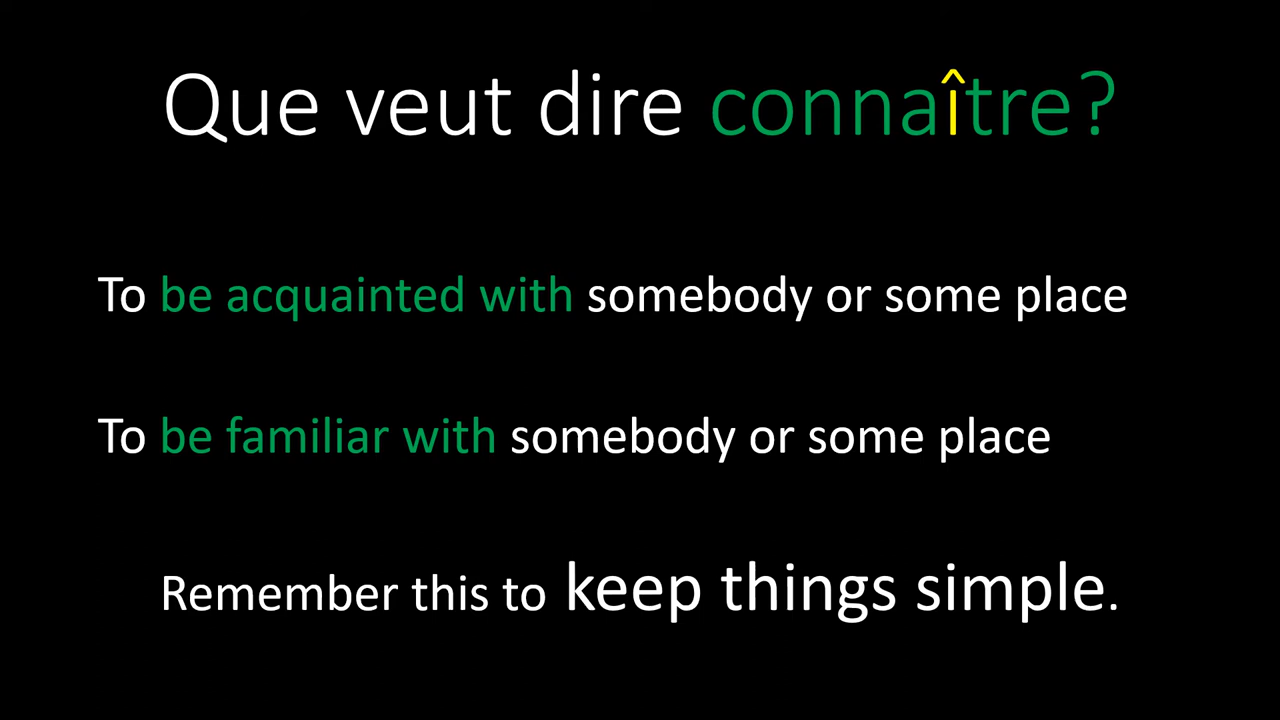 Que veut dire connaître?
To be acquainted with somebody or some place
To be familiar with somebody or some place
Remember this to keep things simple.